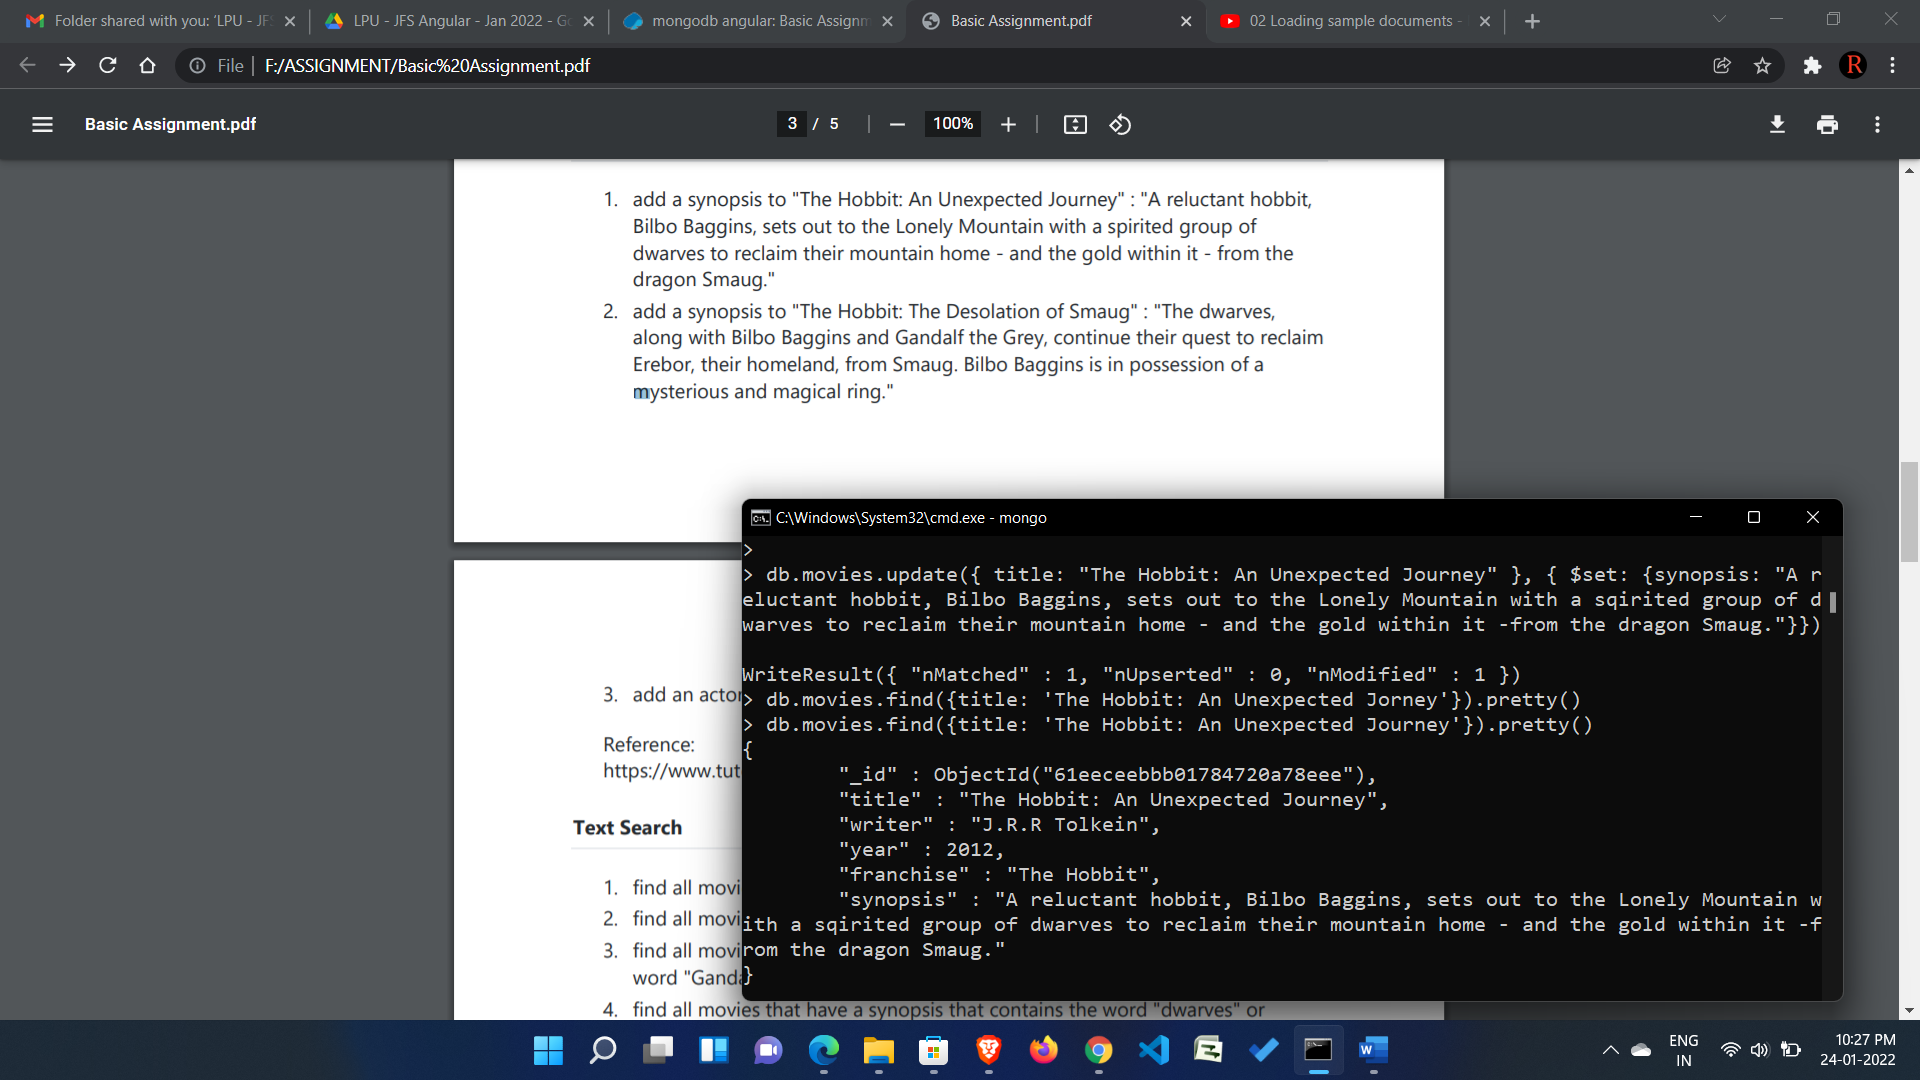 Folder shared with you: 'LPU - JFS
LPU - JFS Angular - Jan 2022 - Go
mongodb angular: Basic Assignm
Basic Assignment.pdf
02 Loading sample documents -
File
F:/ASSIGNMENT/Basic%20Assignment.pdf
R
Basic Assignment.pdf
3 / 5
100%
1. add a synopsis to "The Hobbit: An Unexpected Journey" : "A reluctant hobbit,
Bilbo Baggins, sets out to the Lonely Mountain with a spirited group of
dwarves to reclaim their mountain home - and the gold within it - from the
dragon Smaug."
2. add a synopsis to "The Hobbit: The Desolation of Smaug" : "The dwarves,
along with Bilbo Baggins and Gandalf the Grey, continue their quest to reclaim
Erebor, their homeland, from Smaug. Bilbo Baggins is in possession of a
mysterious and magical ring."
3. add an actor
Reference:
https://www.tut
Text Search
1. find all movi
2. find all movi
3. find all movi
word "Ganda
4. find all movies that have a synopsis that contains the word "dwarves" or
C:\Windows\System32\cmd.exe - mongo
>
> db.movies.update({ title: "The Hobbit: An Unexpected Journey" }, { $set: {synopsis: "A r
eluctant hobbit, Bilbo Baggins, sets out to the Lonely Mountain with a sqirited group of d
warves to reclaim their mountain home - and the gold within it -from the dragon Smaug."}})
WriteResult({ "nMatched" : 1, "nUpserted" : 0, "nModified" : 1 })
> db.movies.find({title: 'The Hobbit: An Unexpected Jorney'}).pretty()
> db.movies.find({title: 'The Hobbit: An Unexpected Journey'}).pretty()
{
"_id" : ObjectId("61eeceebbb01784720a78eee"),
"title" : "The Hobbit: An Unexpected Journey",
"writer" : "J.R.R Tolkein",
"year" : 2012,
"franchise" : "The Hobbit",
"synopsis" : "A reluctant hobbit, Bilbo Baggins, sets out to the Lonely Mountain w
ith a sqirited group of dwarves to reclaim their mountain home - and the gold within it -f
rom the dragon Smaug."
}
ENG
IN
10:27 PM
24-01-2022